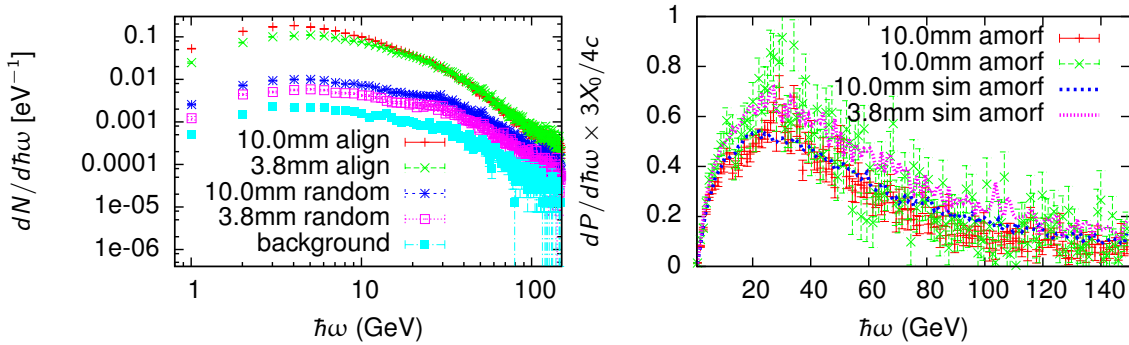 dN/dħω [eV⁻¹]
0.1
0.01
0.001
0.0001
1e-05
1e-06
10.0mm align
3.8mm align
10.0mm random
3.8mm random
background
1
10
100
ħω (GeV)
dP/dħω × 3X₀/4c
1
0.8
0.6
0.4
0.2
0
10.0mm amorf
10.0mm amorf
10.0mm sim amorf
3.8mm sim amorf
20 40 60 80 100 120 140
ħω (GeV)